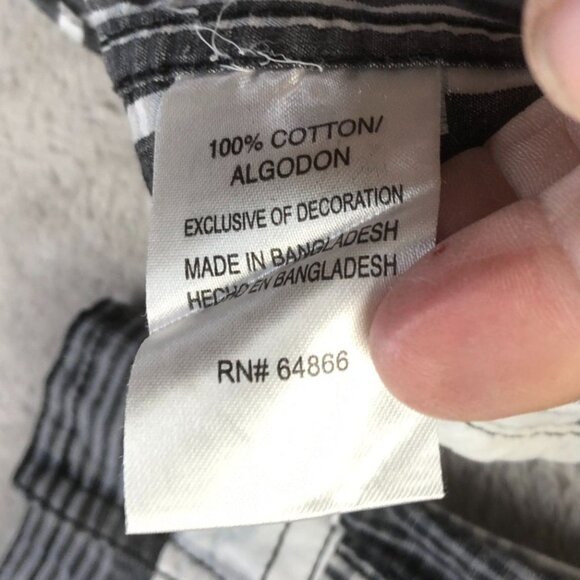 100% COTTON/
ALGODON
EXCLUSIVE OF DECORATION
MADE IN BANGLADESH
HECHO EN BANGLADESH
RN# 64866